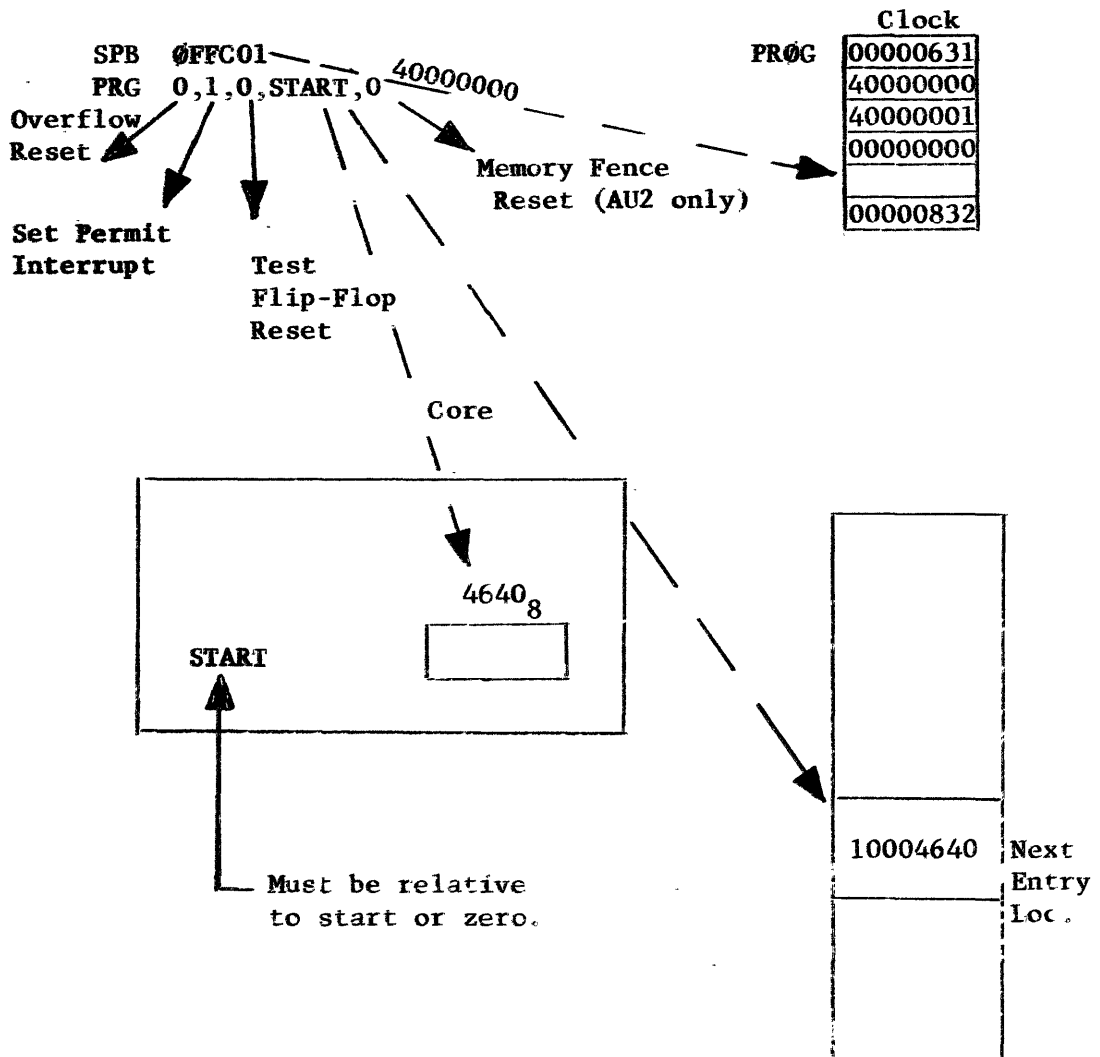 Clock
SPB ØFFC01
PRØG 00000631
PRG 0,1,0,START,0
40000000
40000000
40000001
00000000
00000832
Overflow
Reset
Memory Fence
Reset (AU2 only)
Set Permit
Interrupt
Test
Flip-Flop
Reset
Core
4640₈
START
10004640
Next
Entry
Loc.
Must be relative
to start or zero.